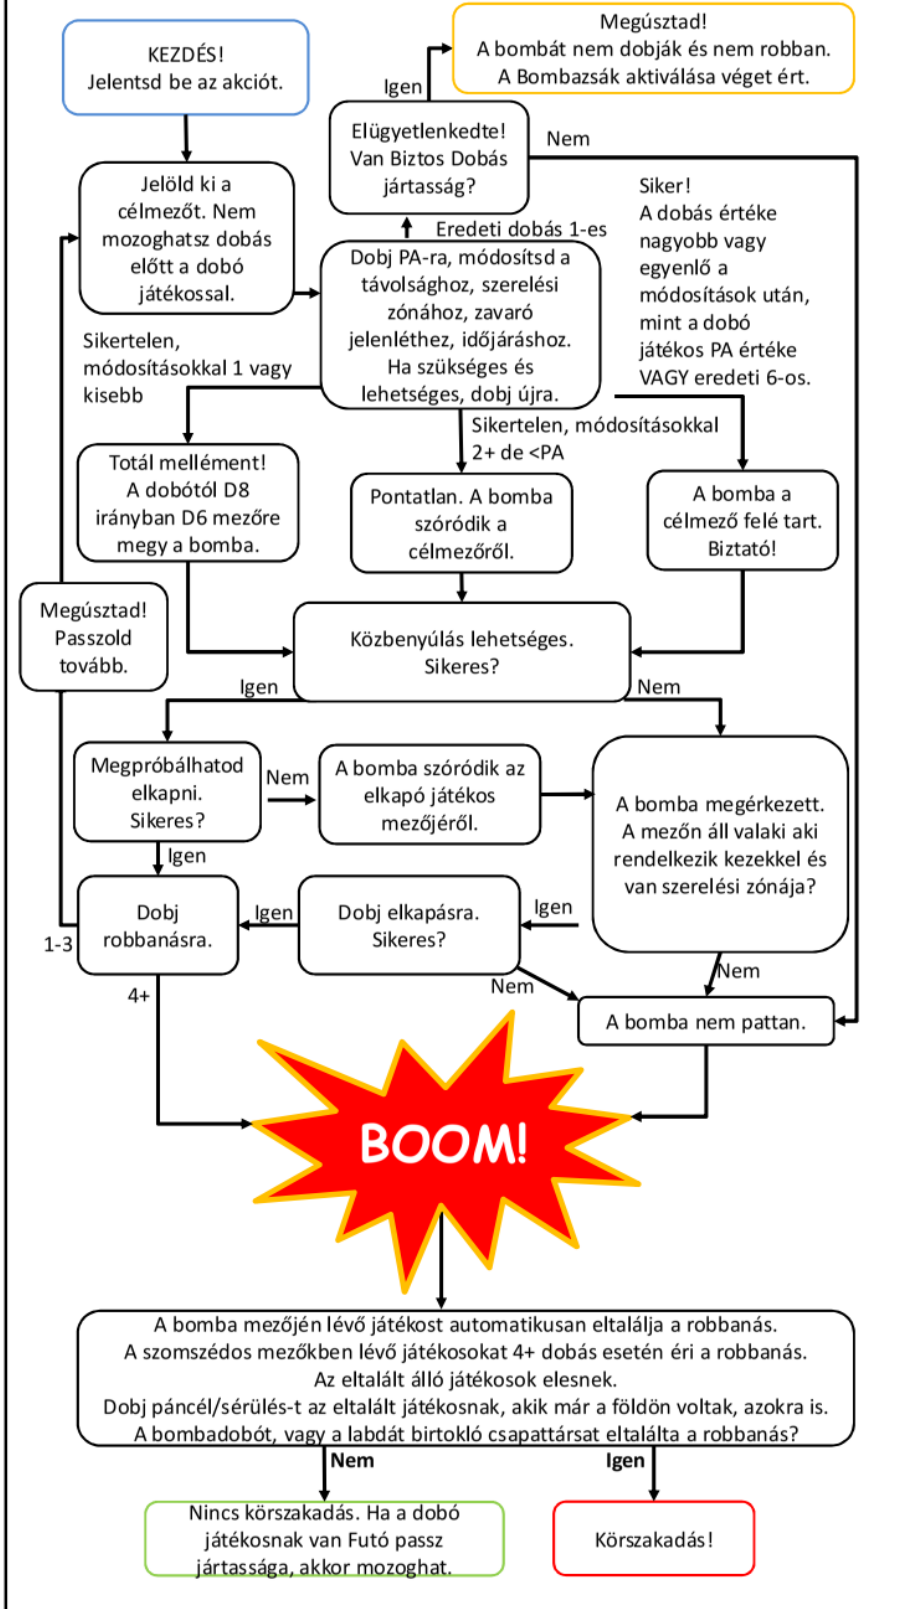 KEZDÉS!
Jelentsd be az akciót.
Megúsztad!
A bombát nem dobják és nem robban.
A Bombazsák aktiválása véget ért.
Igen
Elügyetlenkedte!
Van Biztos Dobás
jártasság?
Nem
Jelöld ki a
célmezőt. Nem
mozoghatsz dobás
előtt a dobó
játékossal.
Eredeti dobás 1-es
Siker!
A dobás értéke
nagyobb vagy
egyenlő a
módosítások után,
mint a dobó
játékos PA értéke
VAGY eredeti 6-os.
Dobj PA-ra, módosítsd a
távolsághoz, szerelési
zónához, zavaró
jelenléthez, időjáráshoz.
Ha szükséges és
lehetséges, dobj újra.
Sikertelen,
módosításokkal 1 vagy
kisebb
Sikertelen, módosításokkal
2+ de <PA
Totál mellément!
A dobótól D8
irányban D6 mezőre
megy a bomba.
Pontatlan. A bomba
szóródik a
célmezőről.
A bomba a
célmező felé tart.
Biztató!
Megúsztad!
Passzold
tovább.
Közbenyúlás lehetséges.
Sikeres?
Igen
Nem
Megpróbálhatod
elkapni.
Sikeres?
Nem
A bomba szóródik az
elkapó játékos
mezőjéről.
A bomba megérkezett.
A mezőn áll valaki aki
rendelkezik kezekkel és
van szerelési zónája?
Igen
Dobj
robbanásra.
Igen
Dobj elkapásra.
Sikeres?
Igen
1-3
4+
Nem
Nem
A bomba nem pattan.
BOOM!
A bomba mezőjén lévő játékost automatikusan eltalálja a robbanás.
A szomszédos mezőkben lévő játékosokat 4+ dobás esetén éri a robbanás.
Az eltalált álló játékosok elesnek.
Dobj páncél/sérülés-t az eltalált játékosnak, akik már a földön voltak, azokra is.
A bombadobót, vagy a labdát birtokló csapattársat eltalálta a robbanás?
Nem
Igen
Nincs körszakadás. Ha a dobó
játékosnak van Futó passz
jártassága, akkor mozoghat.
Körszakadás!